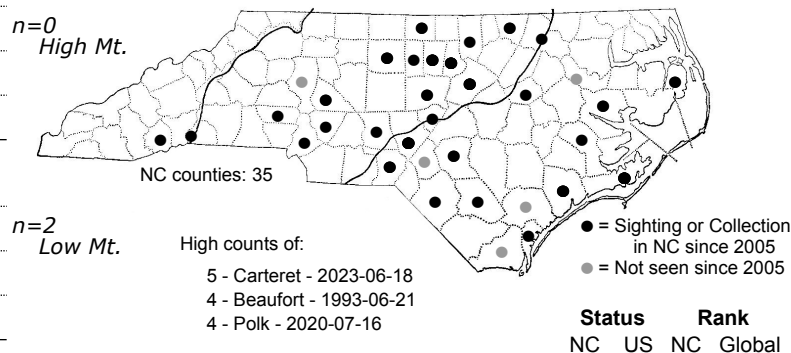 n=0
High Mt.
NC counties: 35
n=2
Low Mt.
High counts of:
5 - Carteret - 2023-06-18
4 - Beaufort - 1993-06-21
4 - Polk - 2020-07-16
= Sighting or Collection
in NC since 2005
= Not seen since 2005
Status Rank
NC US NC Global